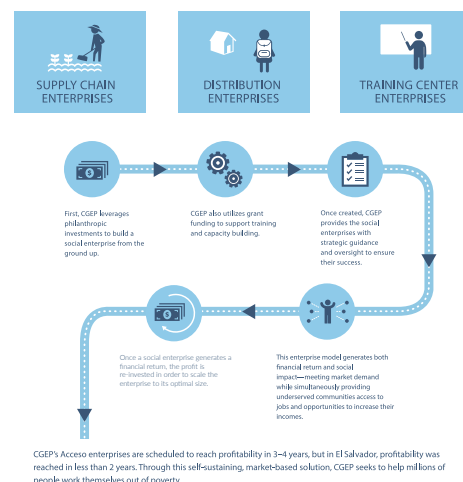 SUPPLY CHAIN
ENTERPRISES
DISTRIBUTION
ENTERPRISES
TRAINING CENTER
ENTERPRISES
First, CGEP leverages
philanthropic
investments to build a
social enterprise from the
ground up.
CGEP also utilizes grant
funding to support training
and capacity building.
Once created, CGEP
provides the social
enterprises with
strategic guidance
and oversight to ensure
their success.
Once a social enterprise generates a
financial return, the profit is
re-invested in order to scale the
enterprise to its optimal size.
This enterprise model generates both
financial return and social
impact—meeting market demand
while simultaneously providing
underserved communities access to
jobs and opportunities to increase their
incomes.
CGEP's Acceso enterprises are scheduled to reach profitability in 3–4 years, but in El Salvador, profitability was
reached in less than 2 years. Through this self-sustaining, market-based solution, CGEP seeks to help millions of
people work themselves out of poverty